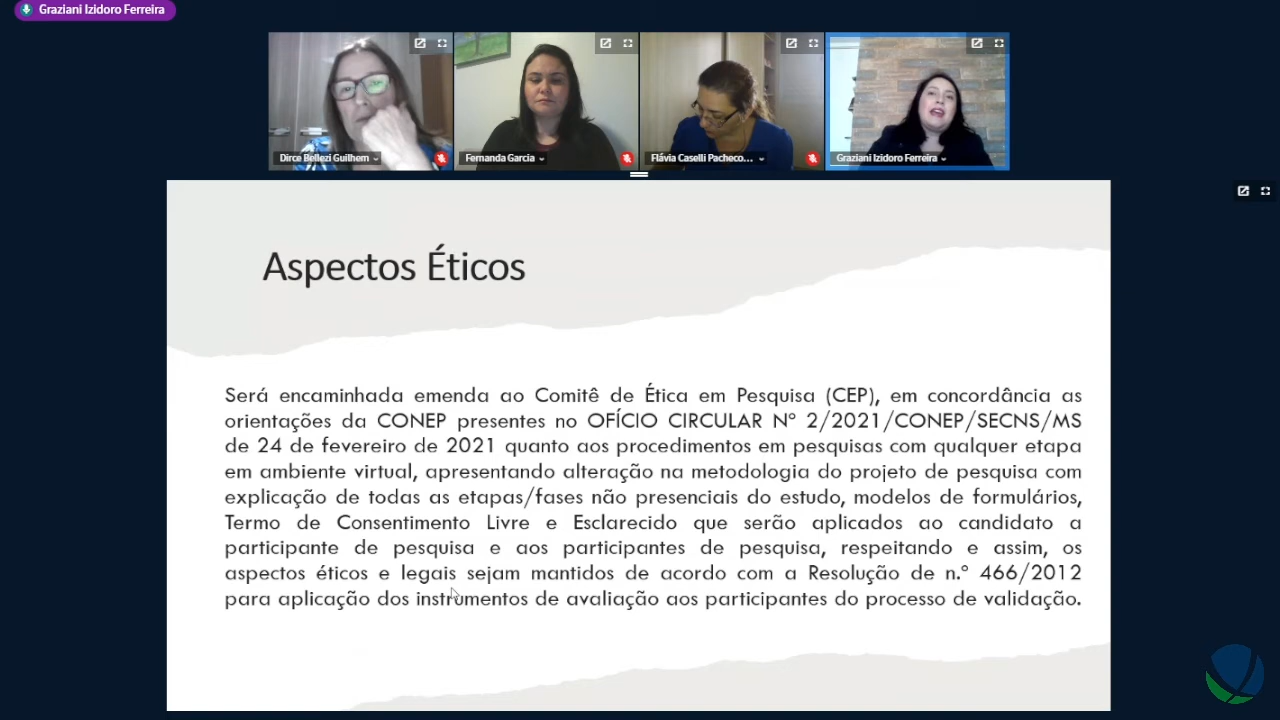 Graziani Izidoro Ferreira
Dirce Bellezi Guilhem
Fernanda Garcia
Flávia Caselli Pacheco...
Graziani Izidoro Ferreira
Aspectos Éticos
Será encaminhada emenda ao Comitê de Ética em Pesquisa (CEP), em concordância as
orientações da CONEP presentes no OFÍCIO CIRCULAR Nº 2/2021/CONEP/SECNS/MS
de 24 de fevereiro de 2021 quanto aos procedimentos em pesquisas com qualquer etapa
em ambiente virtual, apresentando alteração na metodologia do projeto de pesquisa com
explicação de todas as etapas/fases não presenciais do estudo, modelos de formulários,
Termo de Consentimento Livre e Esclarecido que serão aplicados ao candidato a
participante de pesquisa e aos participantes de pesquisa, respeitando e assim, os
aspectos éticos e legais sejam mantidos de acordo com a Resolução de n.º 466/2012
para aplicação dos instrumentos de avaliação aos participantes do processo de validação.